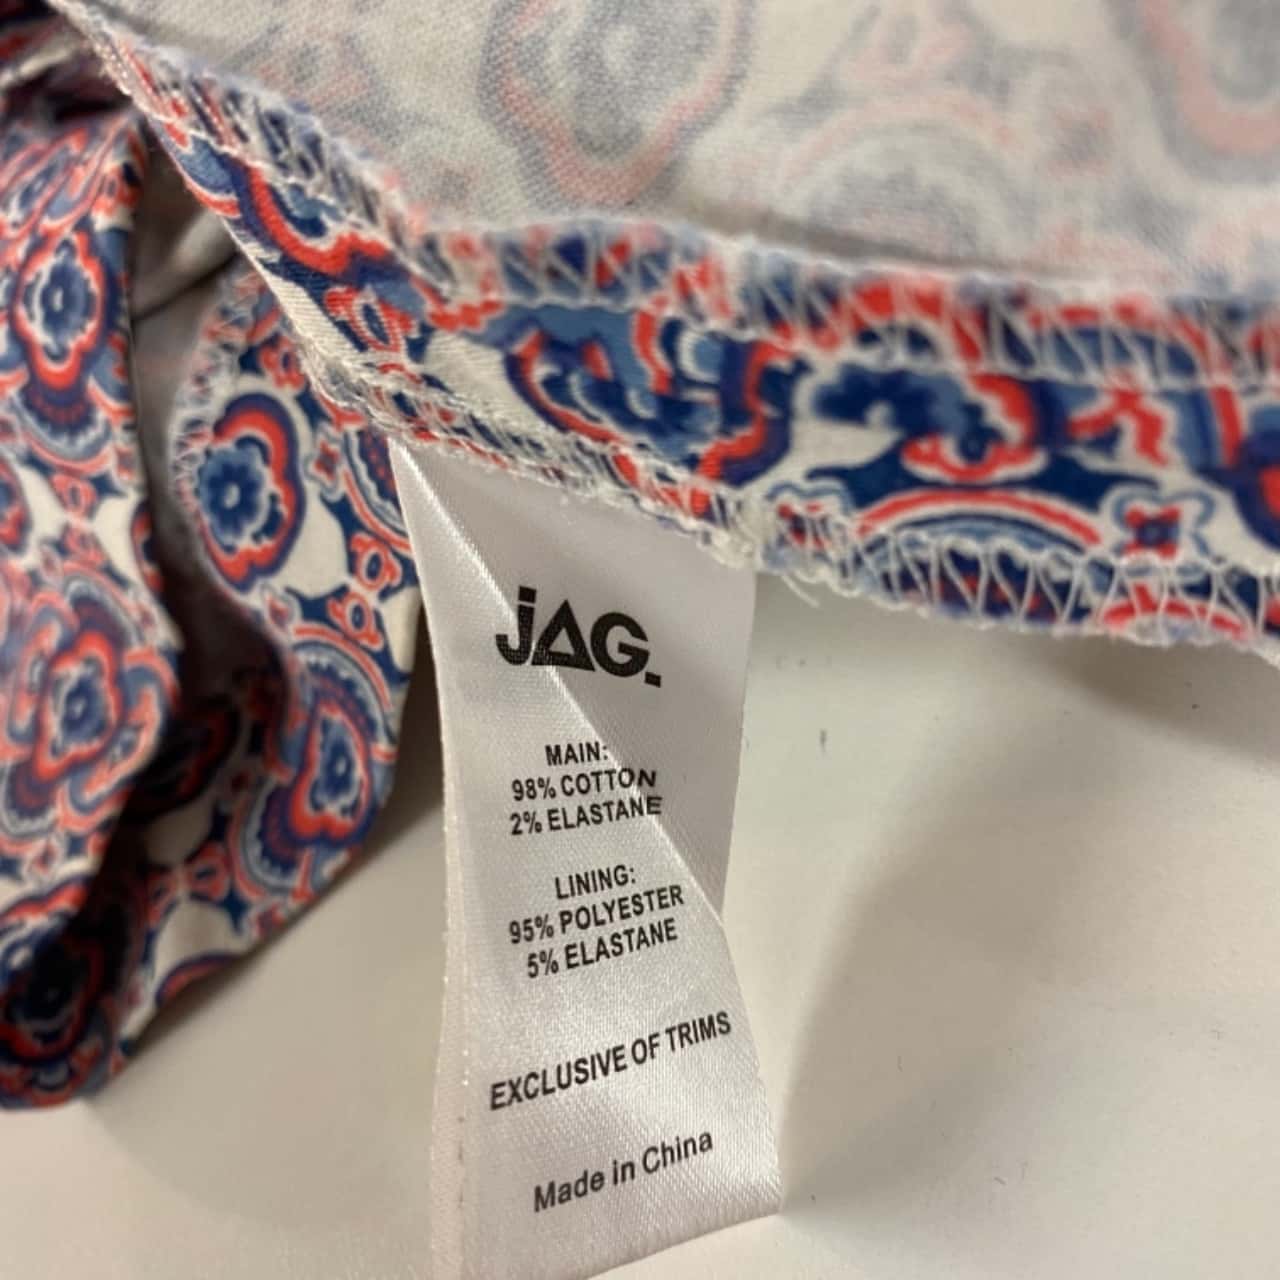 jAG.
MAIN:
98% COTTON
2% ELASTANE
LINING:
95% POLYESTER
5% ELASTANE
EXCLUSIVE OF TRIMS
Made in China